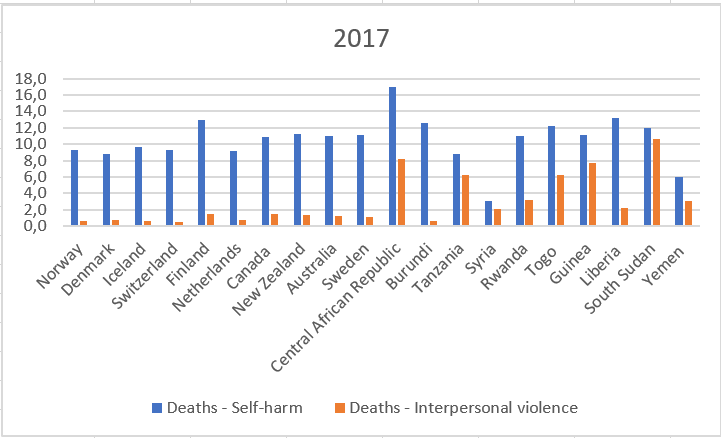 2017
18,0
16,0
14,0
12,0
10,0
8,0
6,0
4,0
2,0
0,0
Norway
Denmark
Iceland
Switzerland
Finland
Netherlands
Canada
New Zealand
Australia
Sweden
Central African Republic
Burundi
Tanzania
Syria
Rwanda
Togo
Guinea
Liberia
South Sudan
Yemen
Deaths - Self-harm
Deaths - Interpersonal violence